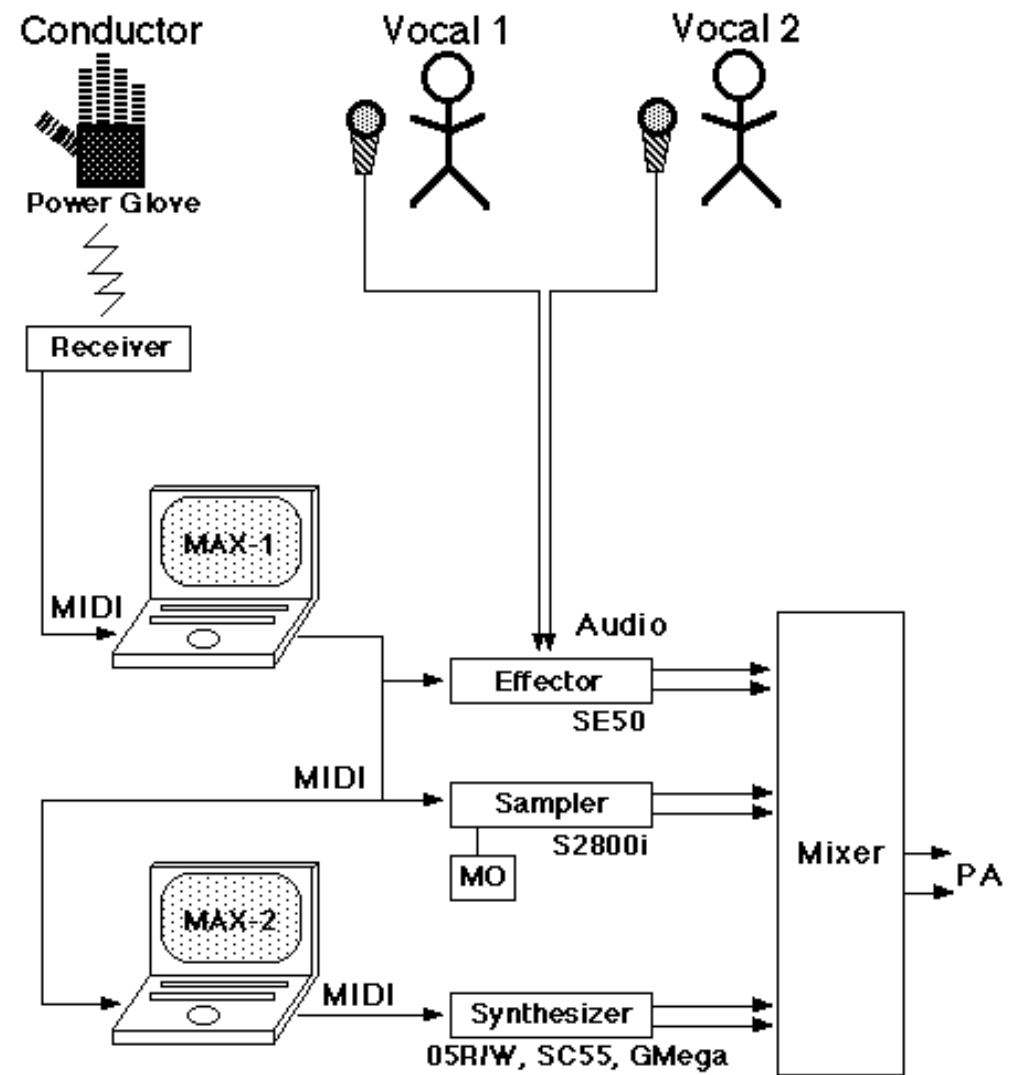 Conductor
Vocal 1
Vocal 2
Power Glove
Receiver
MAX-1
MIDI
Audio
Effector
SE50
MIDI
Sampler
S2800i
MO
Mixer
PA
MAX-2
MIDI
Synthesizer
05R/W, SC55, GMega